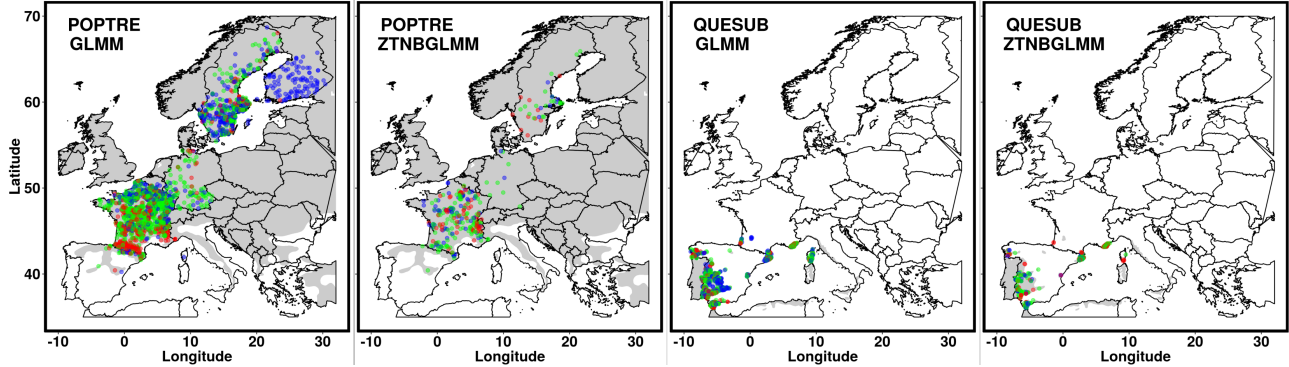 POPTRE
GLMM
POPTRE
ZTNBGLMM
QUESUB
GLMM
QUESUB
ZTNBGLMM
Latitude
70
60
50
40
-10 0 10 20 30
-10 0 10 20 30
-10 0 10 20 30
-10 0 10 20 30
Longitude
Longitude
Longitude
Longitude